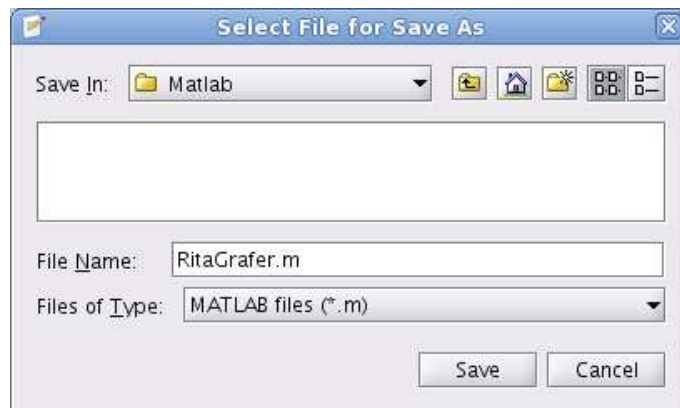 Select File for Save As
Save In: Matlab
File Name: RitaGrafer.m
Files of Type: MATLAB files (*.m)
Save Cancel